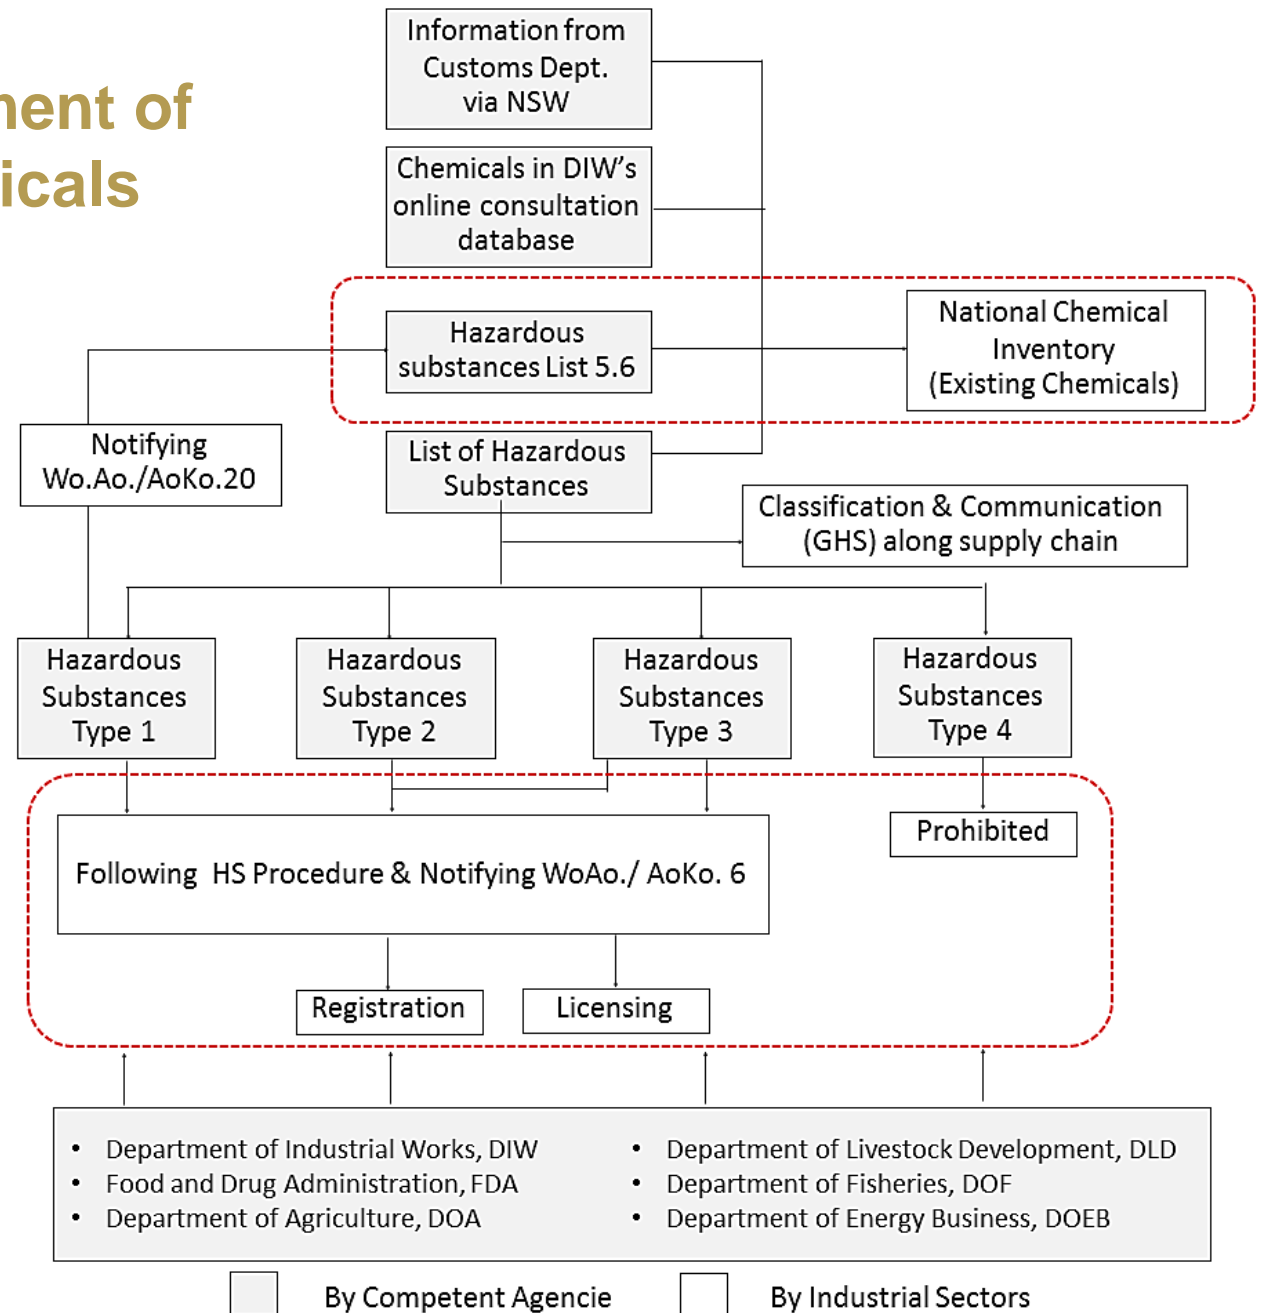 ment of
icals
Information from
Customs Dept.
via NSW
Chemicals in DIW's
online consultation
database
Hazardous
substances List 5.6
National Chemical
Inventory
(Existing Chemicals)
Notifying
Wo.Ao./AoKo.20
List of Hazardous
Substances
Classification & Communication
(GHS) along supply chain
Hazardous
Substances
Type 1
Hazardous
Substances
Type 2
Hazardous
Substances
Type 3
Hazardous
Substances
Type 4
Prohibited
Following HS Procedure & Notifying WoAo./ AoKo. 6
Registration
Licensing
• Department of Industrial Works, DIW
• Food and Drug Administration, FDA
• Department of Agriculture, DOA
• Department of Livestock Development, DLD
• Department of Fisheries, DOF
• Department of Energy Business, DOEB
By Competent Agencie
By Industrial Sectors